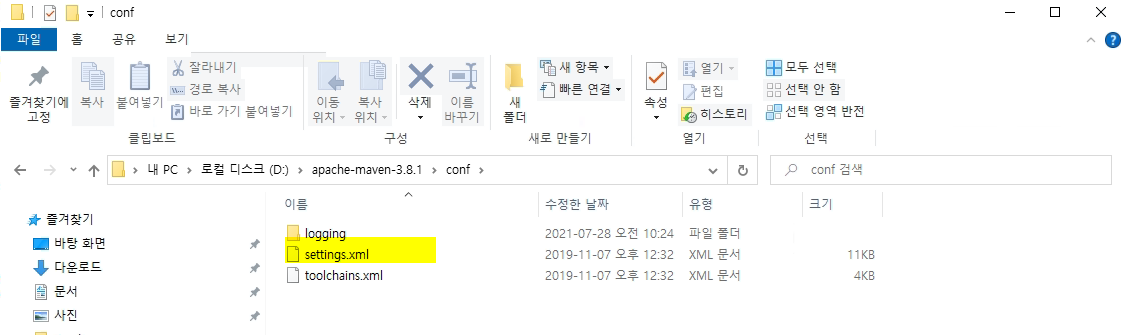 conf
파일 홈 공유 보기
즐겨찾기에 고정
복사
붙여넣기
잘라내기
경로 복사
바로 가기 붙여넣기
클립보드
이동 위치
복사 위치
삭제
이름 바꾸기
구성
새 폴더
새 항목
빠른 연결
새로 만들기
속성
열기
편집
히스토리
열기
모두 선택
선택 안 함
선택 영역 반전
선택
내 PC > 로컬 디스크 (D:) > apache-maven-3.8.1 > conf >
conf 검색
이름 수정한 날짜 유형 크기
logging 2021-07-28 오전 10:24 파일 폴더
settings.xml 2019-11-07 오후 12:32 XML 문서 11KB
toolchains.xml 2019-11-07 오후 12:32 XML 문서 4KB
즐겨찾기
바탕 화면
다운로드
문서
사진